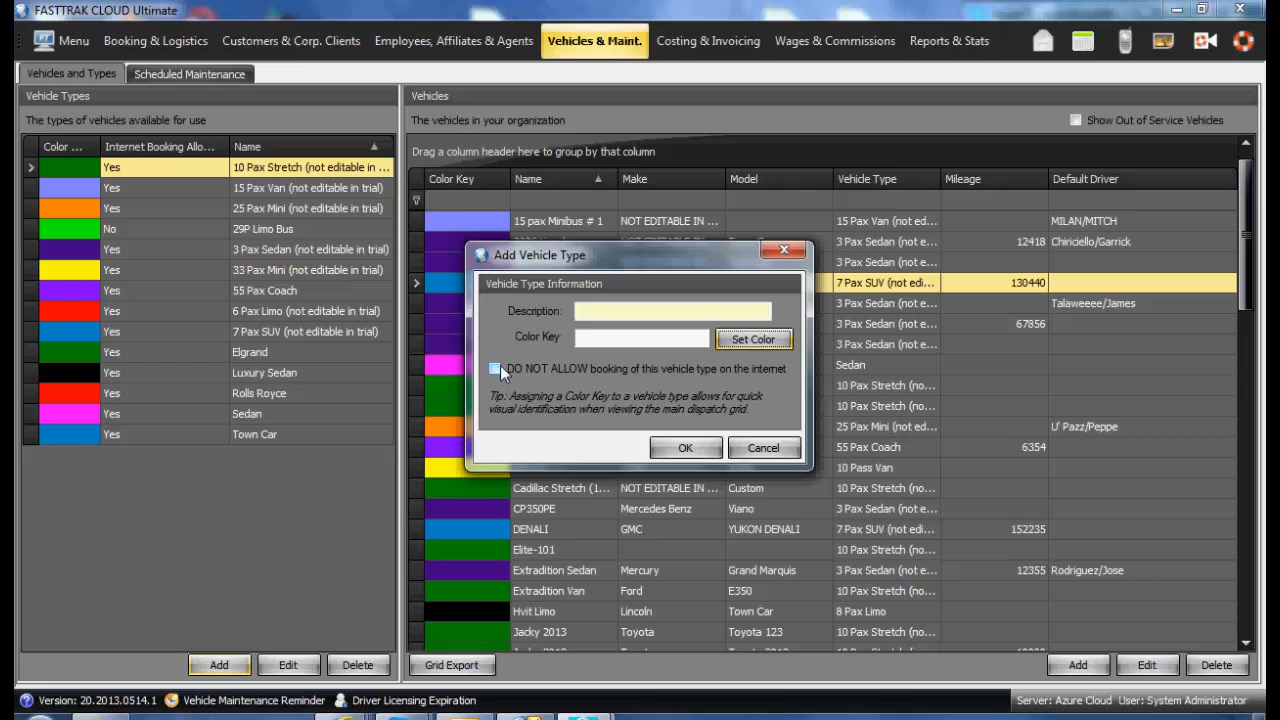 FASTTRAK CLOUD Ultimate
Menu Booking & Logistics Customers & Corp. Clients Employees, Affiliates & Agents Vehicles & Maint. Costing & Invoicing Wages & Commissions Reports & Stats
Vehicles and Types Scheduled Maintenance
Vehicle Types
The types of vehicles available for use
Color ... Internet Booking Allo... Name
Yes 10 Pax Stretch (not editable in ...
Yes 15 Pax Van (not editable in trial)
Yes 25 Pax Mini (not editable in trial)
No 29P Limo Bus
Yes 3 Pax Sedan (not editable in trial)
Yes 33 Pax Mini (not editable in trial)
Yes 55 Pax Coach
Yes 6 Pax Limo (not editable in trial)
Yes 7 Pax SUV (not editable in trial)
Yes Elgrand
Yes Luxury Sedan
Yes Rolls Royce
Yes Sedan
Yes Town Car
Add Edit Delete
Vehicles
The vehicles in your organization Show Out of Service Vehicles
Drag a column header here to group by that column
Color Key Name Make Model Vehicle Type Mileage Default Driver
15 pax Minibus # 1 NOT EDITABLE IN ... 15 Pax Van (not ed... MILAN/MITCH
3 Pax Sedan (not e... 12418 Chiriciello/Garrick
3 Pax Sedan (not e...
7 Pax SUV (not edi... 130440
3 Pax Sedan (not e... Talaweeee/James
3 Pax Sedan (not e... 67856
3 Pax Sedan (not e...
Sedan
10 Pax Stretch (no...
10 Pax Stretch (no...
25 Pax Mini (not ed... U' Pazz/Peppe
55 Pax Coach 6354
10 Pass Van
Cadillac Stretch (1... NOT EDITABLE IN ... Custom 10 Pax Stretch (no...
CP350PE Mercedes Benz Viano 3 Pax Sedan (not e...
DENALI GMC YUKON DENALI 7 Pax SUV (not edi... 152235
Elite-101 10 Pax Stretch (no...
Extradition Sedan Mercury Grand Marquis 3 Pax Sedan (not e... 12355 Rodriguez/Jose
Extradition Van Ford E350 10 Pax Stretch (no...
Hvit Limo Lincoln Town Car 8 Pax Limo
Jacky 2013 Toyota Toyota 123 10 Pax Stretch (no...
Grid Export Add Edit Delete
Add Vehicle Type
Vehicle Type Information
Description:
Color Key: Set Color
DO NOT ALLOW booking of this vehicle type on the internet
Tip: Assigning a Color Key to a vehicle type allows for quick
visual identification when viewing the main dispatch grid.
OK Cancel
Version: 20.2013.0514.1 Vehicle Maintenance Reminder Driver Licensing Expiration Server: Azure Cloud User: System Administrator